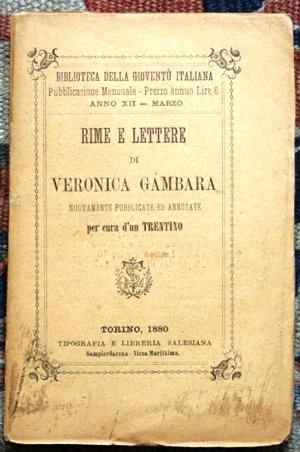 BIBLIOTECA DELLA GIOVENTÙ ITALIANA
Pubblicazione Mensuale - Prezzo annuo Lire 6
ANNO XII — MARZO
RIME E LETTERE
DI
VERONICA GÁMBARA
NUOVAMENTE PUBBLICATE ED ANNOTATE
per cura d'un TRENTINO
TORINO, 1880
TIPOGRAFIA E LIBRERIA SALESIANA
Sampierdarena - Nizza Marittima.